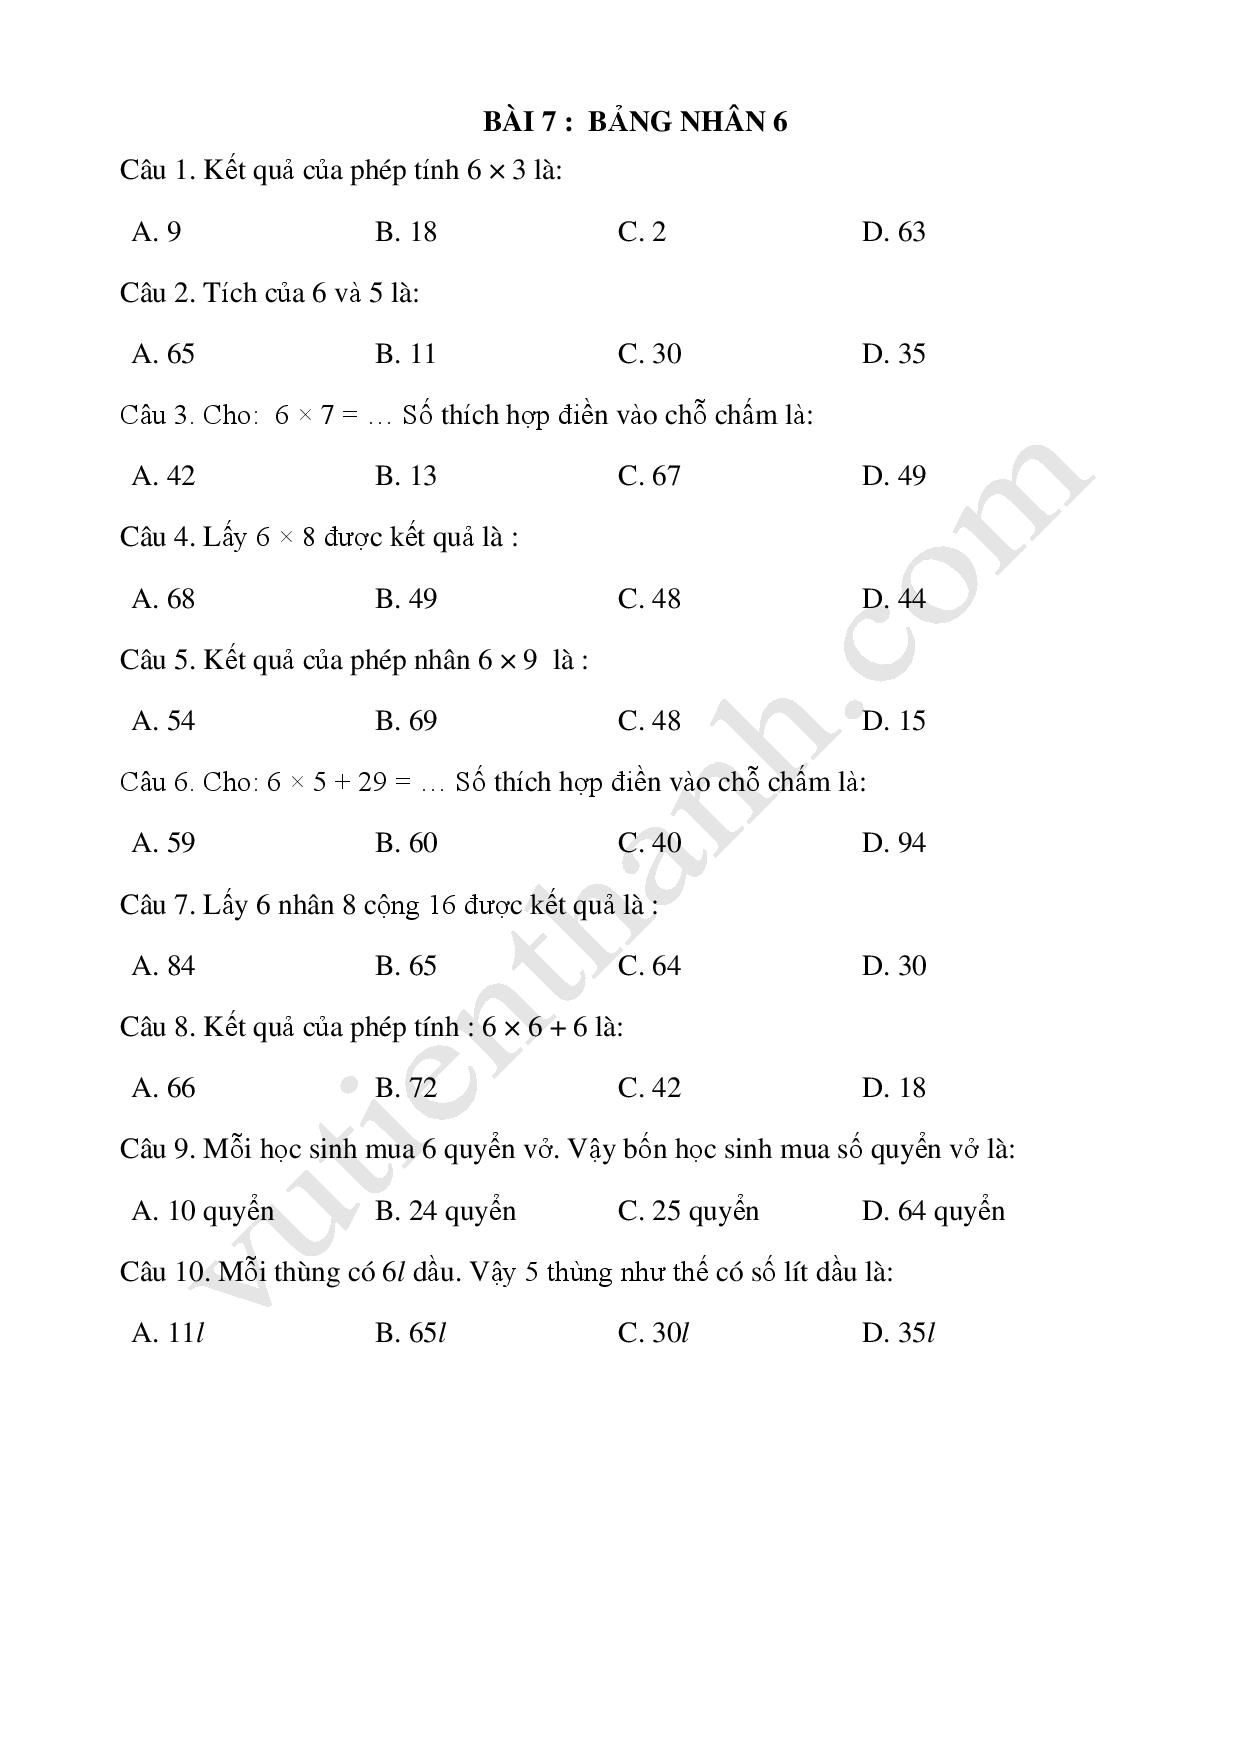 BÀI 7 :  BẢNG NHÂN 6
Câu 1. Kết quả của phép tính 6 × 3 là:
A. 9 B. 18 C. 2 D. 63
Câu 2. Tích của 6 và 5 là:
A. 65 B. 11 C. 30 D. 35
Câu 3. Cho:  6 × 7 = … Số thích hợp điền vào chỗ chấm là:
A. 42 B. 13 C. 67 D. 49
Câu 4. Lấy 6 × 8 được kết quả là :
A. 68 B. 49 C. 48 D. 44
Câu 5. Kết quả của phép nhân 6 × 9  là :
A. 54 B. 69 C. 48 D. 15
Câu 6. Cho: 6 × 5 + 29 = … Số thích hợp điền vào chỗ chấm là:
A. 59 B. 60 C. 40 D. 94
Câu 7. Lấy 6 nhân 8 cộng 16 được kết quả là :
A. 84 B. 65 C. 64 D. 30
Câu 8. Kết quả của phép tính : 6 × 6 + 6 là:
A. 66 B. 72 C. 42 D. 18
Câu 9. Mỗi học sinh mua 6 quyển vở. Vậy bốn học sinh mua số quyển vở là:
A. 10 quyển B. 24 quyển C. 25 quyển D. 64 quyển
Câu 10. Mỗi thùng có 6l dầu. Vậy 5 thùng như thế có số lít dầu là:
A. 11l B. 65l C. 30l D. 35l
vutienthanh.com